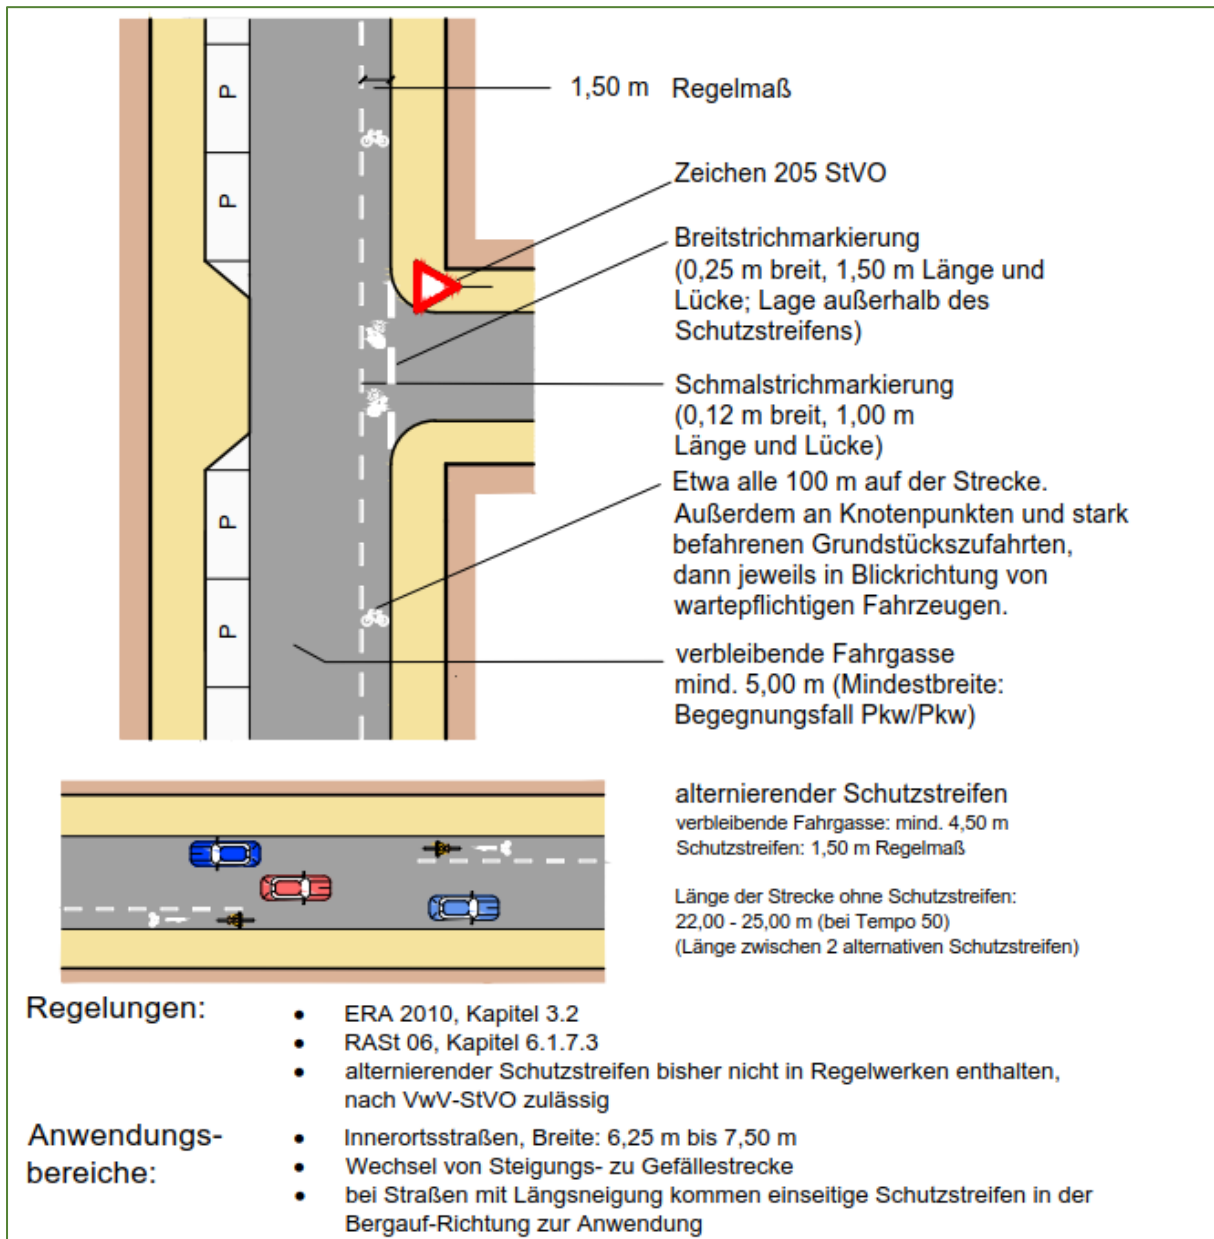 P
P
P
P
1,50 m Regelmaß
Zeichen 205 StVO
Breitstrichmarkierung
(0,25 m breit, 1,50 m Länge und
Lücke; Lage außerhalb des
Schutzstreifens)
Schmalstrichmarkierung
(0,12 m breit, 1,00 m
Länge und Lücke)
Etwa alle 100 m auf der Strecke.
Außerdem an Knotenpunkten und stark
befahrenen Grundstückszufahrten,
dann jeweils in Blickrichtung von
wartepflichtigen Fahrzeugen.
verbleibende Fahrgasse
mind. 5,00 m (Mindestbreite:
Begegnungsfall Pkw/Pkw)
alternierender Schutzstreifen
verbleibende Fahrgasse: mind. 4,50 m
Schutzstreifen: 1,50 m Regelmaß
Länge der Strecke ohne Schutzstreifen:
22,00 - 25,00 m (bei Tempo 50)
(Länge zwischen 2 alternativen Schutzstreifen)
Regelungen:
• ERA 2010, Kapitel 3.2
• RASt 06, Kapitel 6.1.7.3
• alternierender Schutzstreifen bisher nicht in Regelwerken enthalten,
nach VwV-StVO zulässig
Anwendungs-
bereiche:
• Innerortsstraßen, Breite: 6,25 m bis 7,50 m
• Wechsel von Steigungs- zu Gefällestrecke
• bei Straßen mit Längsneigung kommen einseitige Schutzstreifen in der
Bergauf-Richtung zur Anwendung